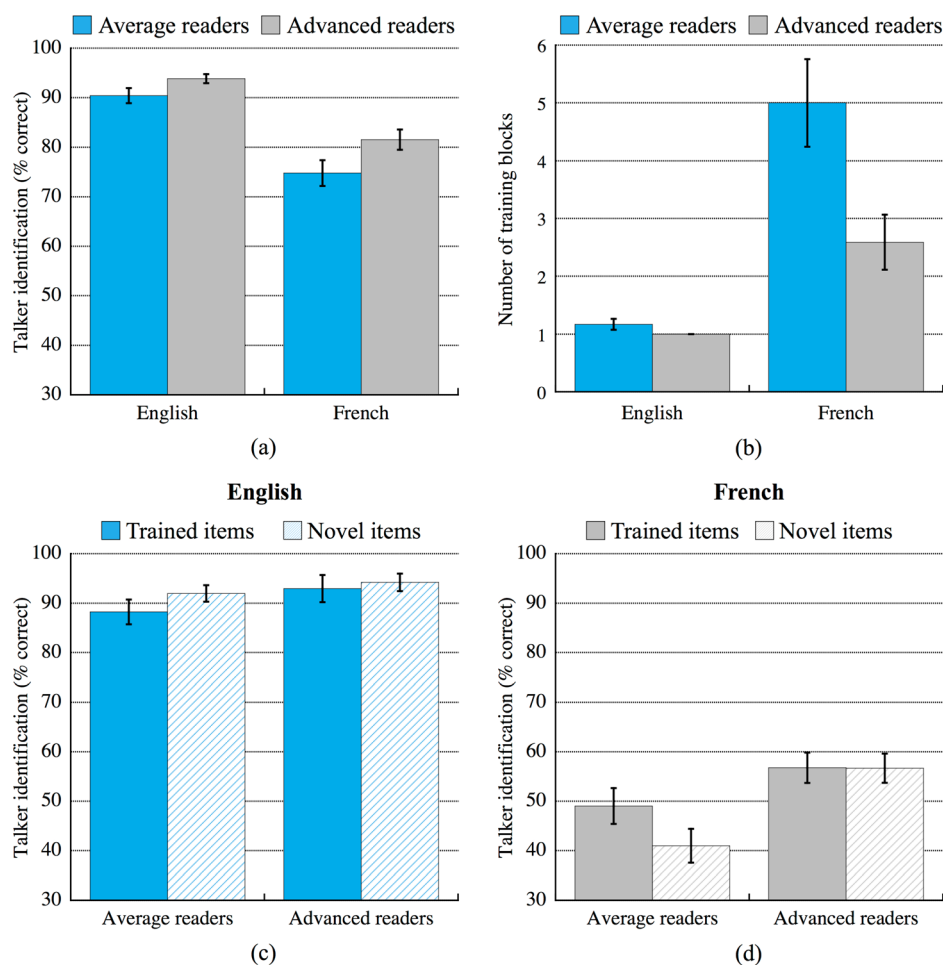 Average readers Advanced readers
Talker identification (% correct)
100
90
80
70
60
50
40
30
English French
(a)
Average readers Advanced readers
Number of training blocks
6
5
4
3
2
1
0
English French
(b)
English
Trained items Novel items
Talker identification (% correct)
100
90
80
70
60
50
40
30
Average readers Advanced readers
(c)
French
Trained items Novel items
Talker identification (% correct)
100
90
80
70
60
50
40
30
Average readers Advanced readers
(d)